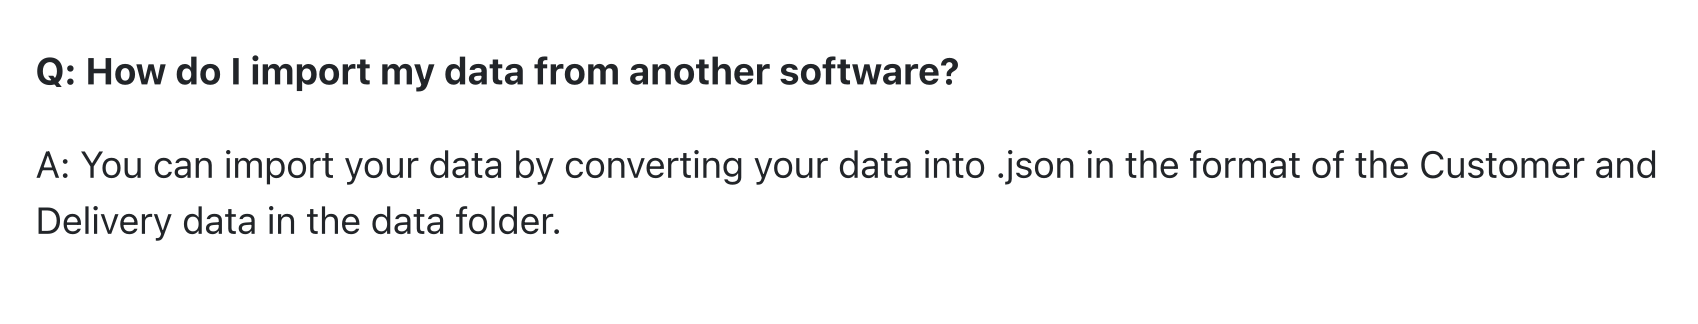 Q: How do I import my data from another software?
A: You can import your data by converting your data into .json in the format of the Customer and
Delivery data in the data folder.